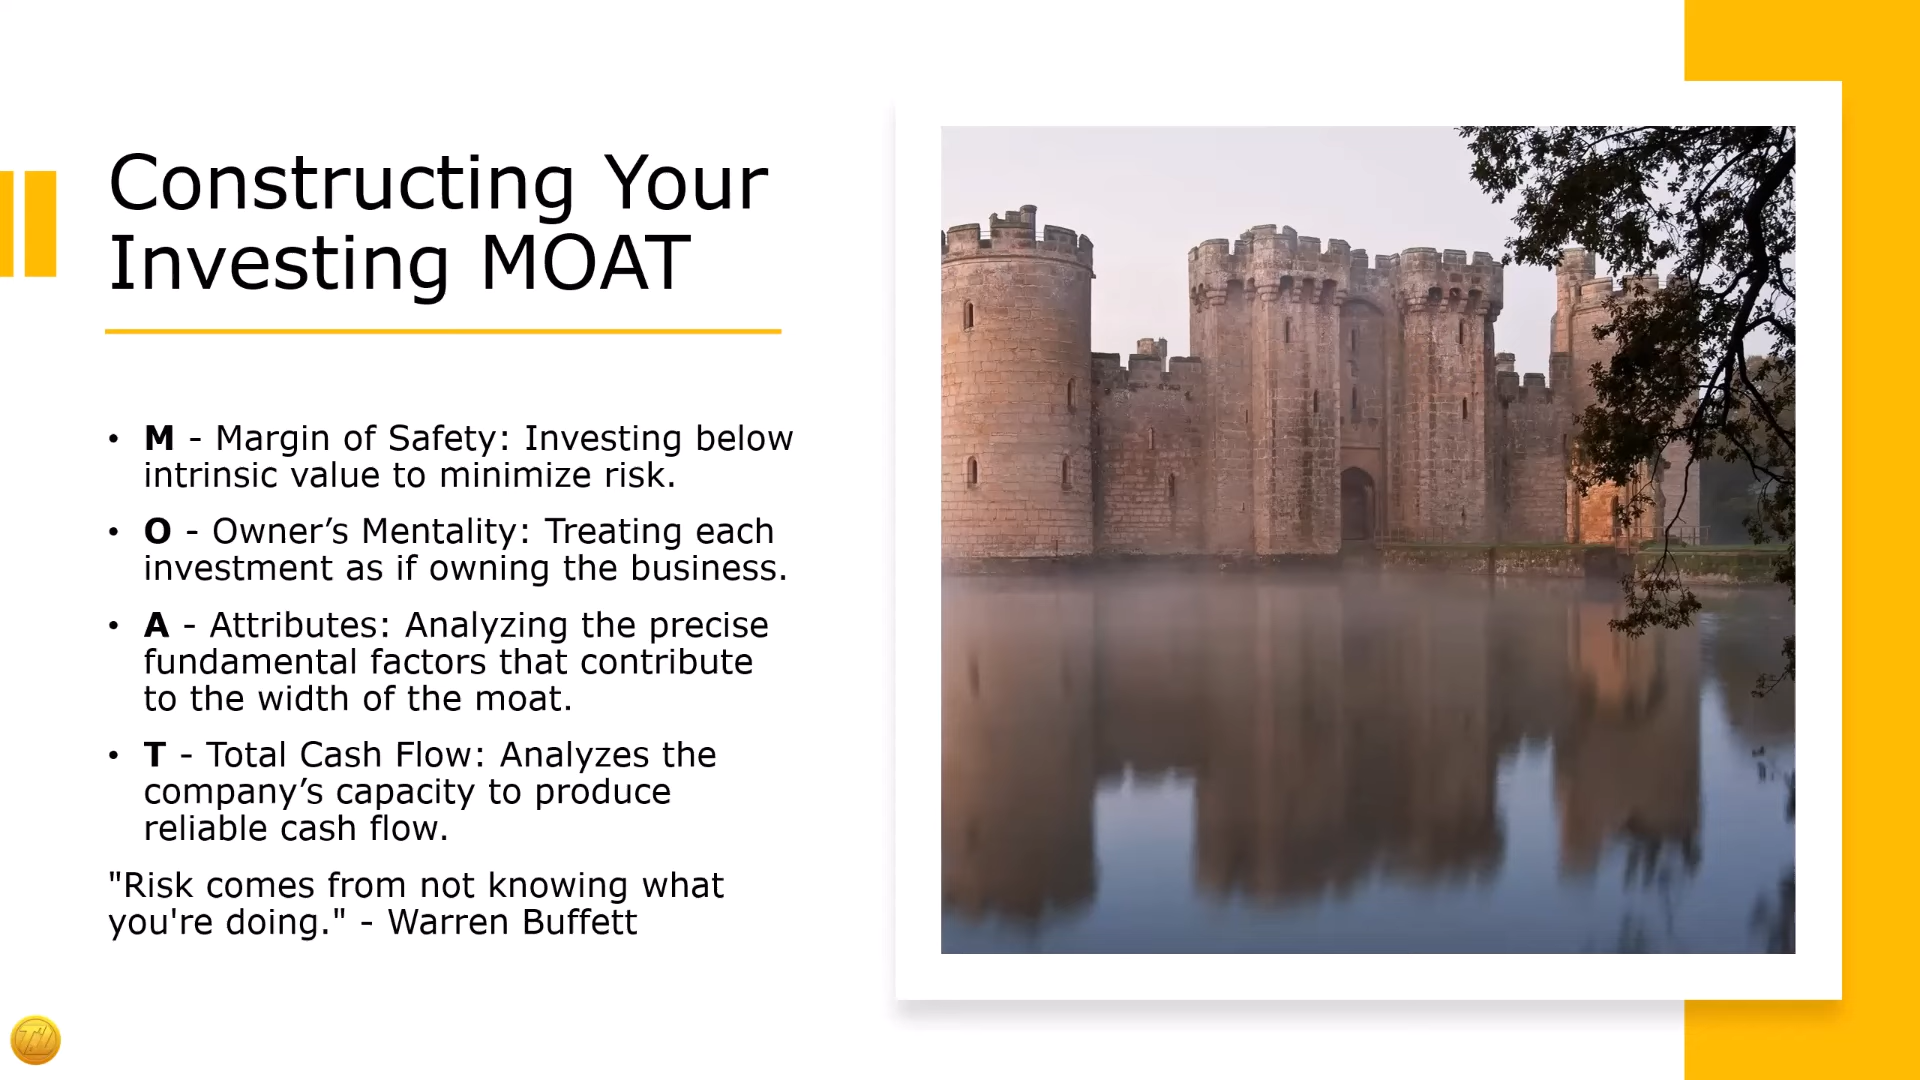 Constructing Your
Investing MOAT
• M - Margin of Safety: Investing below
intrinsic value to minimize risk.
• O - Owner’s Mentality: Treating each
investment as if owning the business.
• A - Attributes: Analyzing the precise
fundamental factors that contribute
to the width of the moat.
• T - Total Cash Flow: Analyzes the
company’s capacity to produce
reliable cash flow.
"Risk comes from not knowing what
you're doing." - Warren Buffett